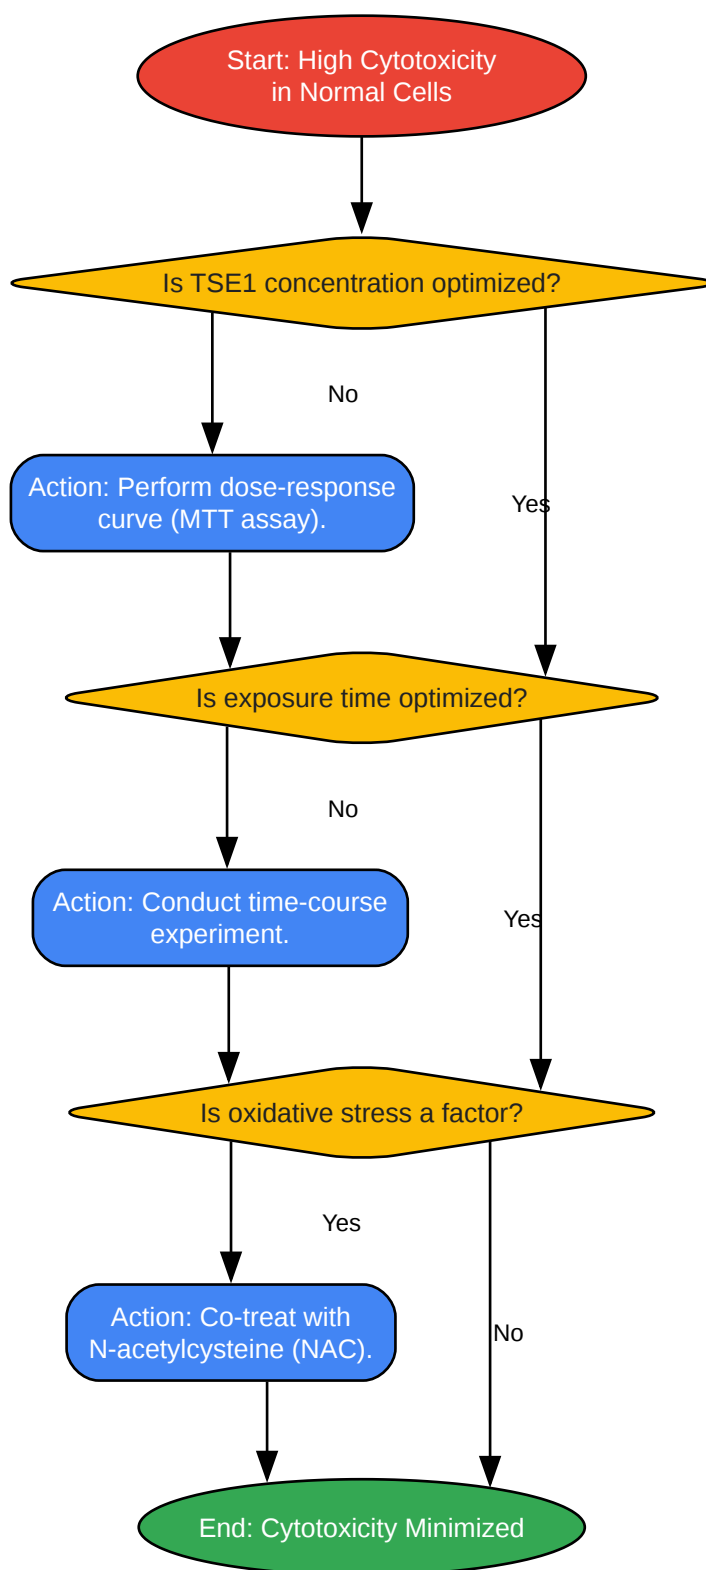 Start: High Cytotoxicity
in Normal Cells
Is TSE1 concentration optimized?
No
Action: Perform dose-response
curve (MTT assay).
Yes
Is exposure time optimized?
No
Action: Conduct time-course
experiment.
Yes
Is oxidative stress a factor?
Yes
Action: Co-treat with
N-acetylcysteine (NAC).
No
End: Cytotoxicity Minimized